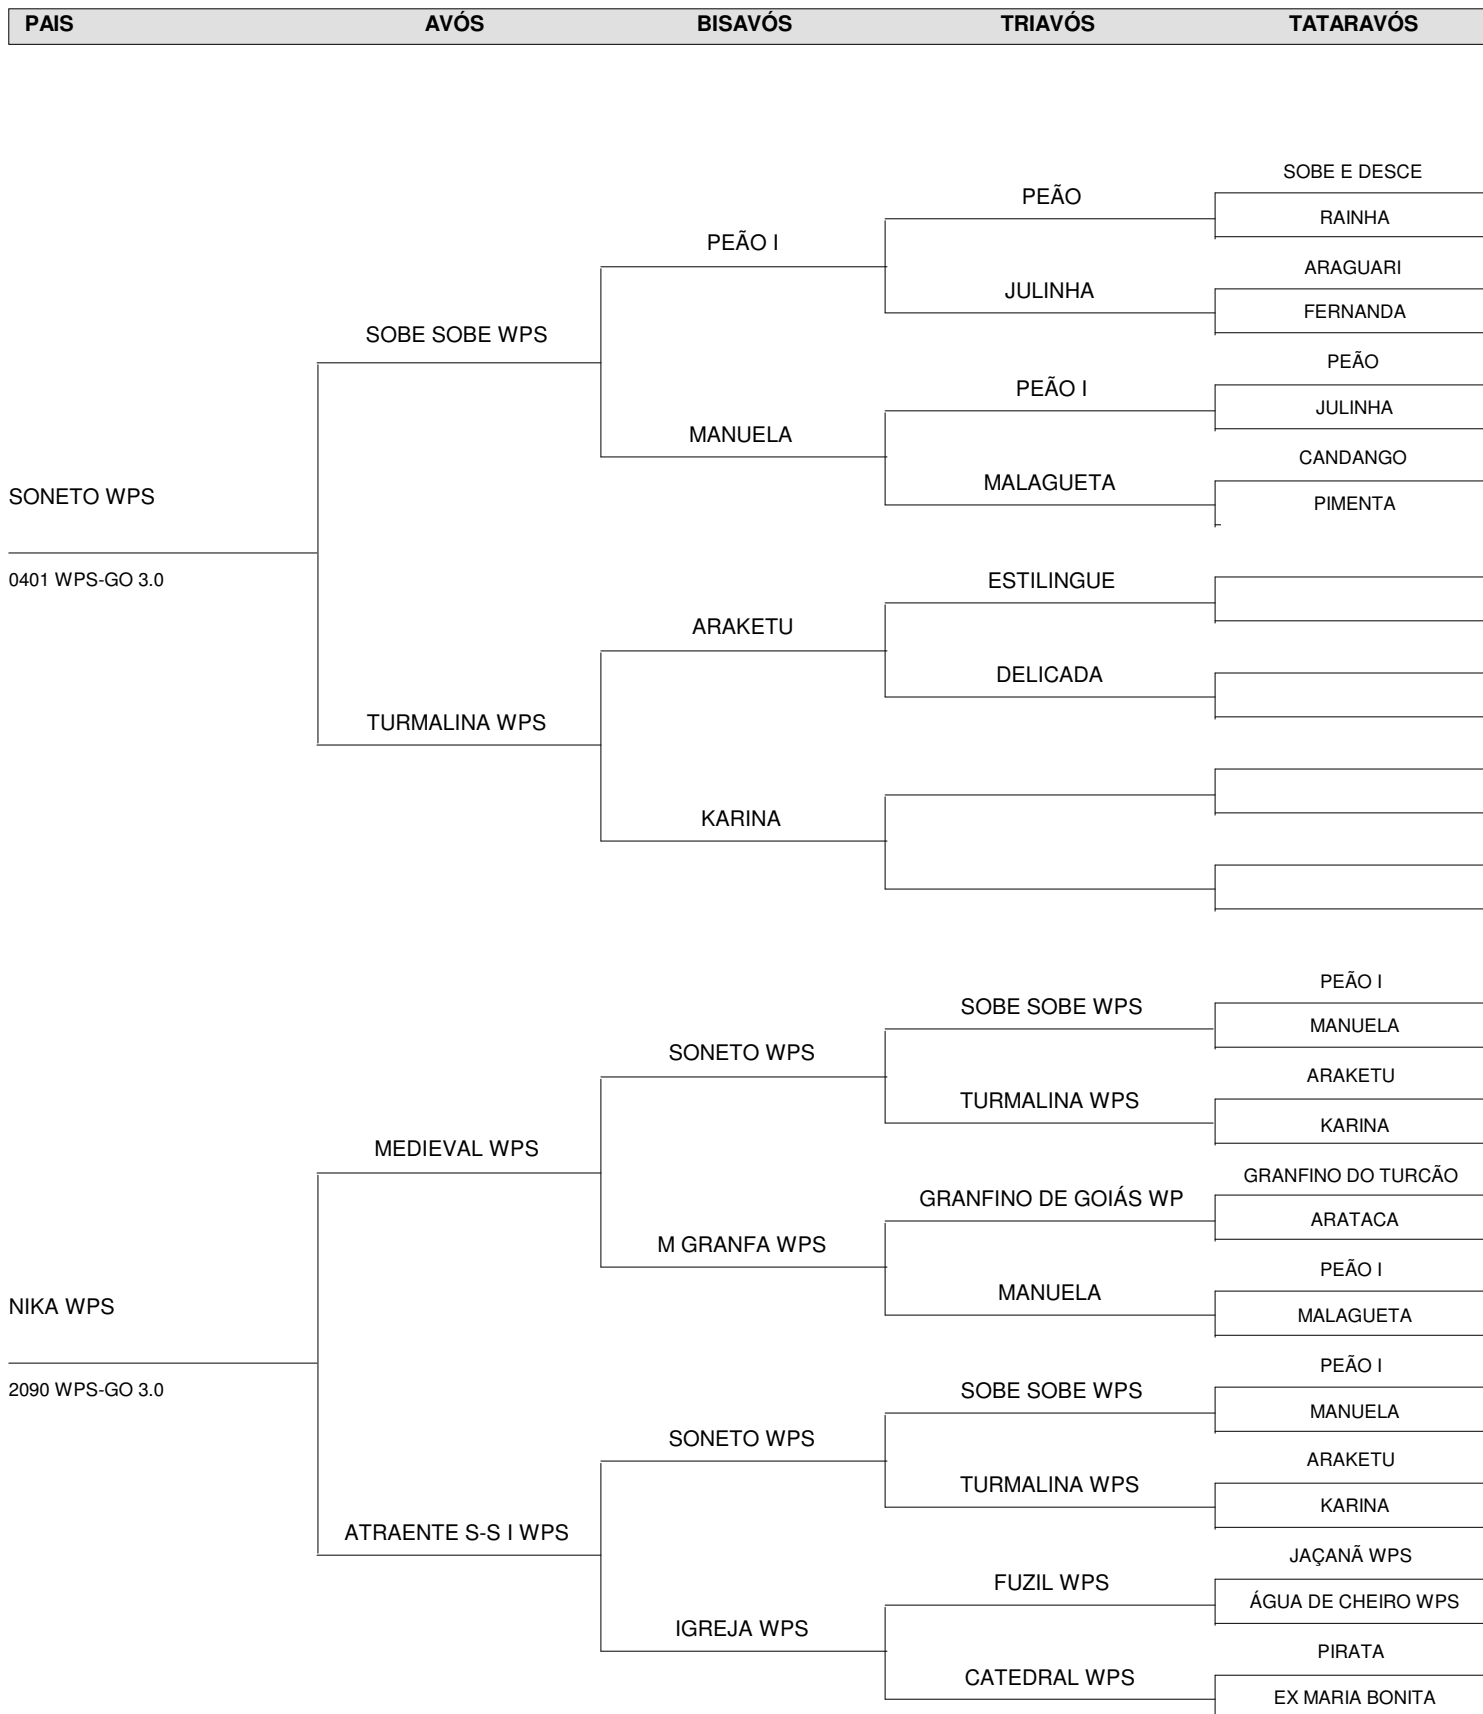 PAIS AVÓS BISAVÓS TRIAVÓS TATARAVÓS
SOBE E DESCE
PEÃO
RAINHA
PEÃO I
ARAGUARI
JULINHA
FERNANDA
SOBE SOBE WPS
PEÃO
PEÃO I
JULINHA
MANUELA
CANDANGO
MALAGUETA
SONETO WPS
PIMENTA
0401 WPS-GO 3.0
ESTILINGUE
ARAKETU
DELICADA
TURMALINA WPS
KARINA
PEÃO I
SOBE SOBE WPS
MANUELA
SONETO WPS
ARAKETU
TURMALINA WPS
KARINA
MEDIEVAL WPS
GRANFINO DO TURCÃO
GRANFINO DE GOIÁS WP
ARATACA
M GRANFA WPS
PEÃO I
MANUELA
NIKA WPS
MALAGUETA
PEÃO I
2090 WPS-GO 3.0
SOBE SOBE WPS
MANUELA
SONETO WPS
ARAKETU
TURMALINA WPS
KARINA
ATRAENTE S-S I WPS
JAÇANÃ WPS
FUZIL WPS
ÁGUA DE CHEIRO WPS
IGREJA WPS
PIRATA
CATEDRAL WPS
EX MARIA BONITA